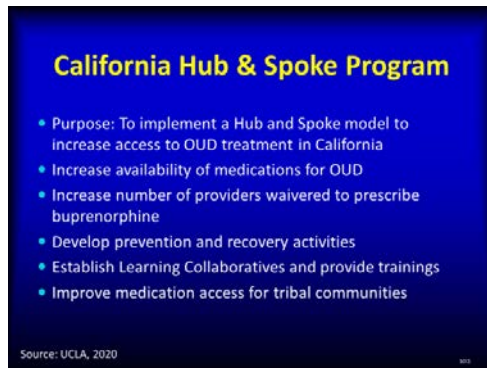 California Hub & Spoke Program
• Purpose: To implement a Hub and Spoke model to
increase access to OUD treatment in California
• Increase availability of medications for OUD
• Increase number of providers waivered to prescribe
buprenorphine
• Develop prevention and recovery activities
• Establish Learning Collaboratives and provide trainings
• Improve medication access for tribal communities
Source: UCLA, 2020